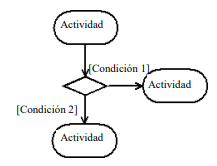 Actividad
[Condición 1]
Actividad
[Condición 2]
Actividad